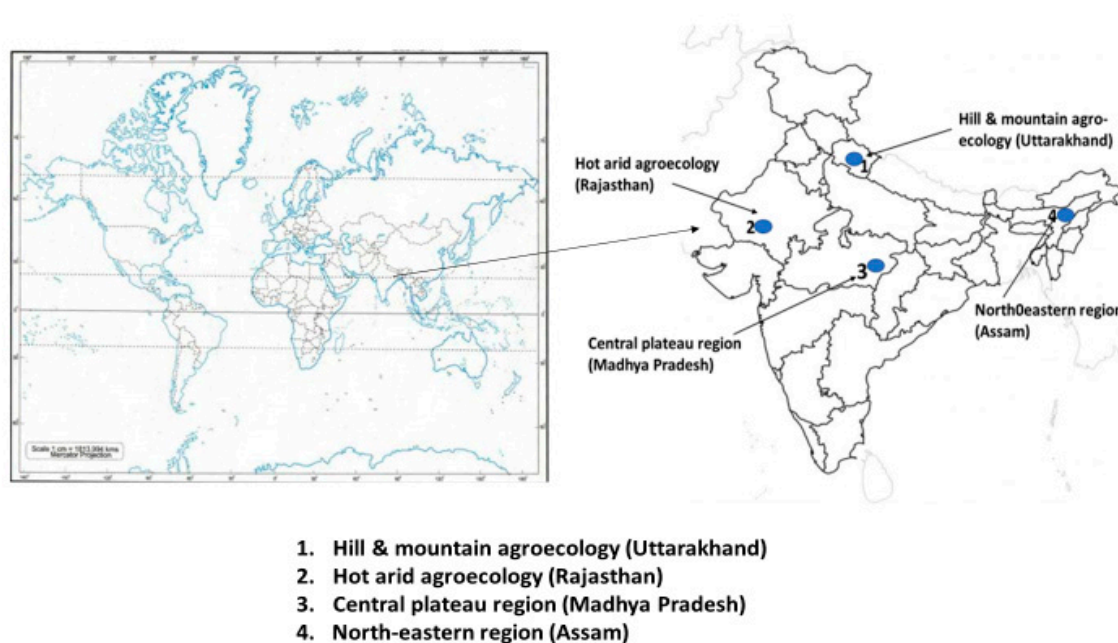 Hill & mountain agro-
ecology (Uttarakhand)
Hot arid agroecology
(Rajasthan)
1
2
3
4
North0eastern region
(Assam)
Central plateau region
(Madhya Pradesh)
Mercator Projection
1. Hill & mountain agroecology (Uttarakhand)
2. Hot arid agroecology (Rajasthan)
3. Central plateau region (Madhya Pradesh)
4. North-eastern region (Assam)